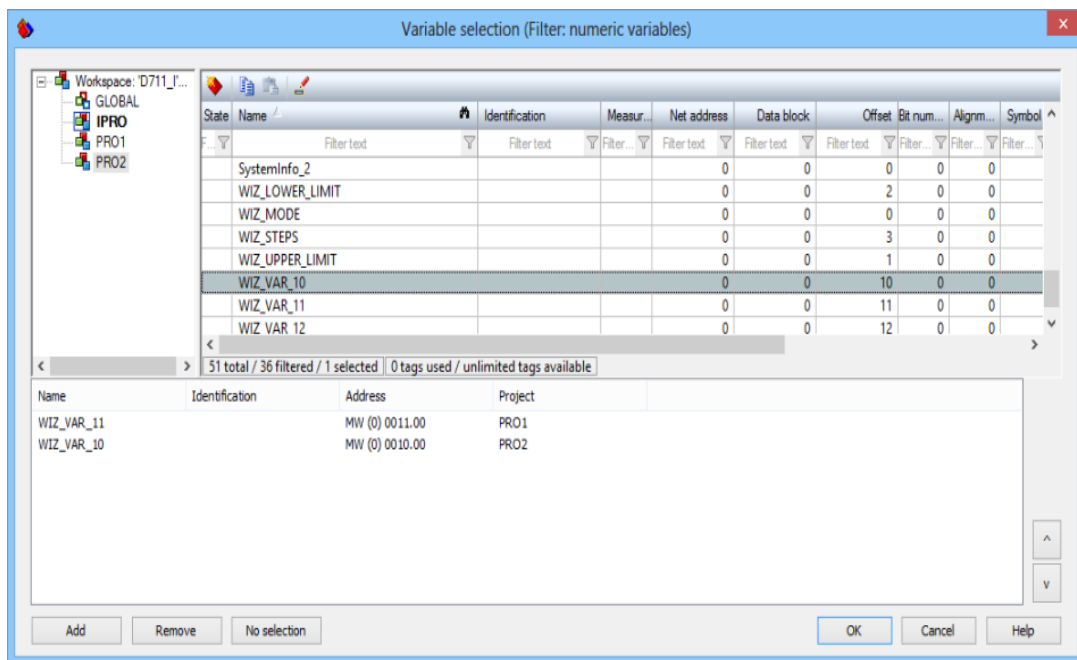 Variable selection (Filter: numeric variables)
x
Workspace: 'D711_I'...
GLOBAL
IPRO
PRO1
PRO2
State Name Identification Measur... Net address Data block Offset Bit num... Alignm... Symbol
F... Filter text Filter text Filter... Filter text Filter text Filter text Filter... Filter... Filter...
SystemInfo_2 0 0 0 0 0
WIZ_LOWER_LIMIT 0 0 2 0 0
WIZ_MODE 0 0 0 0 0
WIZ_STEPS 0 0 3 0 0
WIZ_UPPER_LIMIT 0 0 1 0 0
WIZ_VAR_10 0 0 10 0 0
WIZ_VAR_11 0 0 11 0 0
WIZ_VAR_12 0 0 12 0 0
51 total / 36 filtered / 1 selected 0 tags used / unlimited tags available
Name Identification Address Project
WIZ_VAR_11 MW (0) 0011.00 PRO1
WIZ_VAR_10 MW (0) 0010.00 PRO2
Add Remove No selection OK Cancel Help